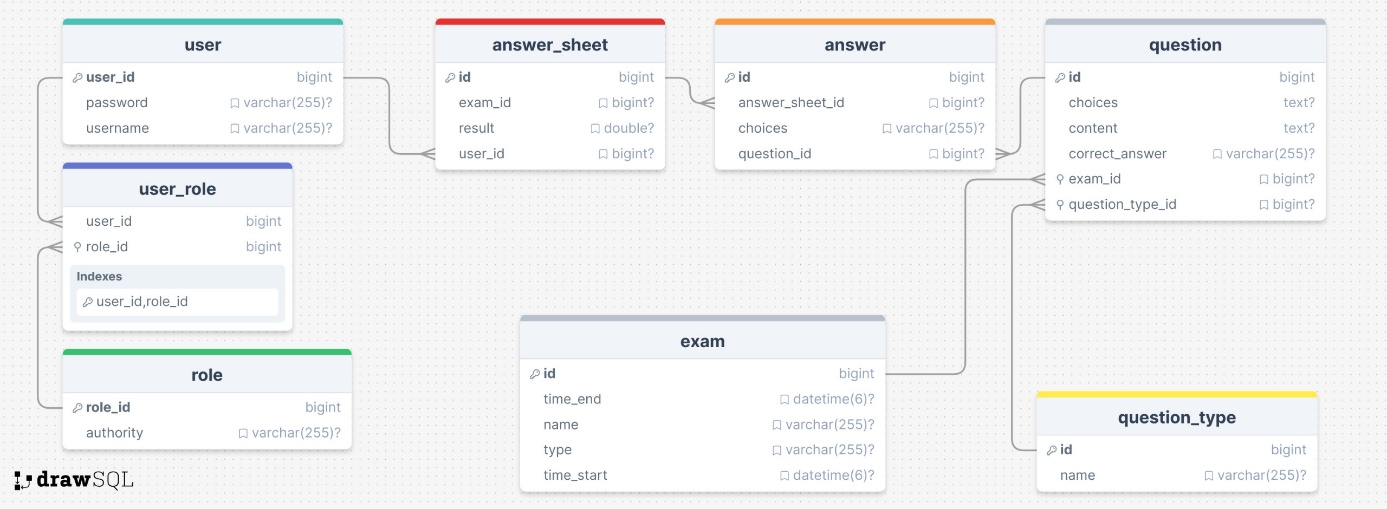 user
user_id bigint
password varchar(255)?
username varchar(255)?
user_role
user_id bigint
role_id bigint
Indexes
user_id,role_id
role
role_id bigint
authority varchar(255)?
answer_sheet
id bigint
exam_id bigint?
result double?
user_id bigint?
answer
id bigint
answer_sheet_id bigint?
choices varchar(255)?
question_id bigint?
question
id bigint
choices text?
content text?
correct_answer varchar(255)?
exam_id bigint?
question_type_id bigint?
exam
id bigint
time_end datetime(6)?
name varchar(255)?
type varchar(255)?
time_start datetime(6)?
question_type
id bigint
name varchar(255)?
drawSQL